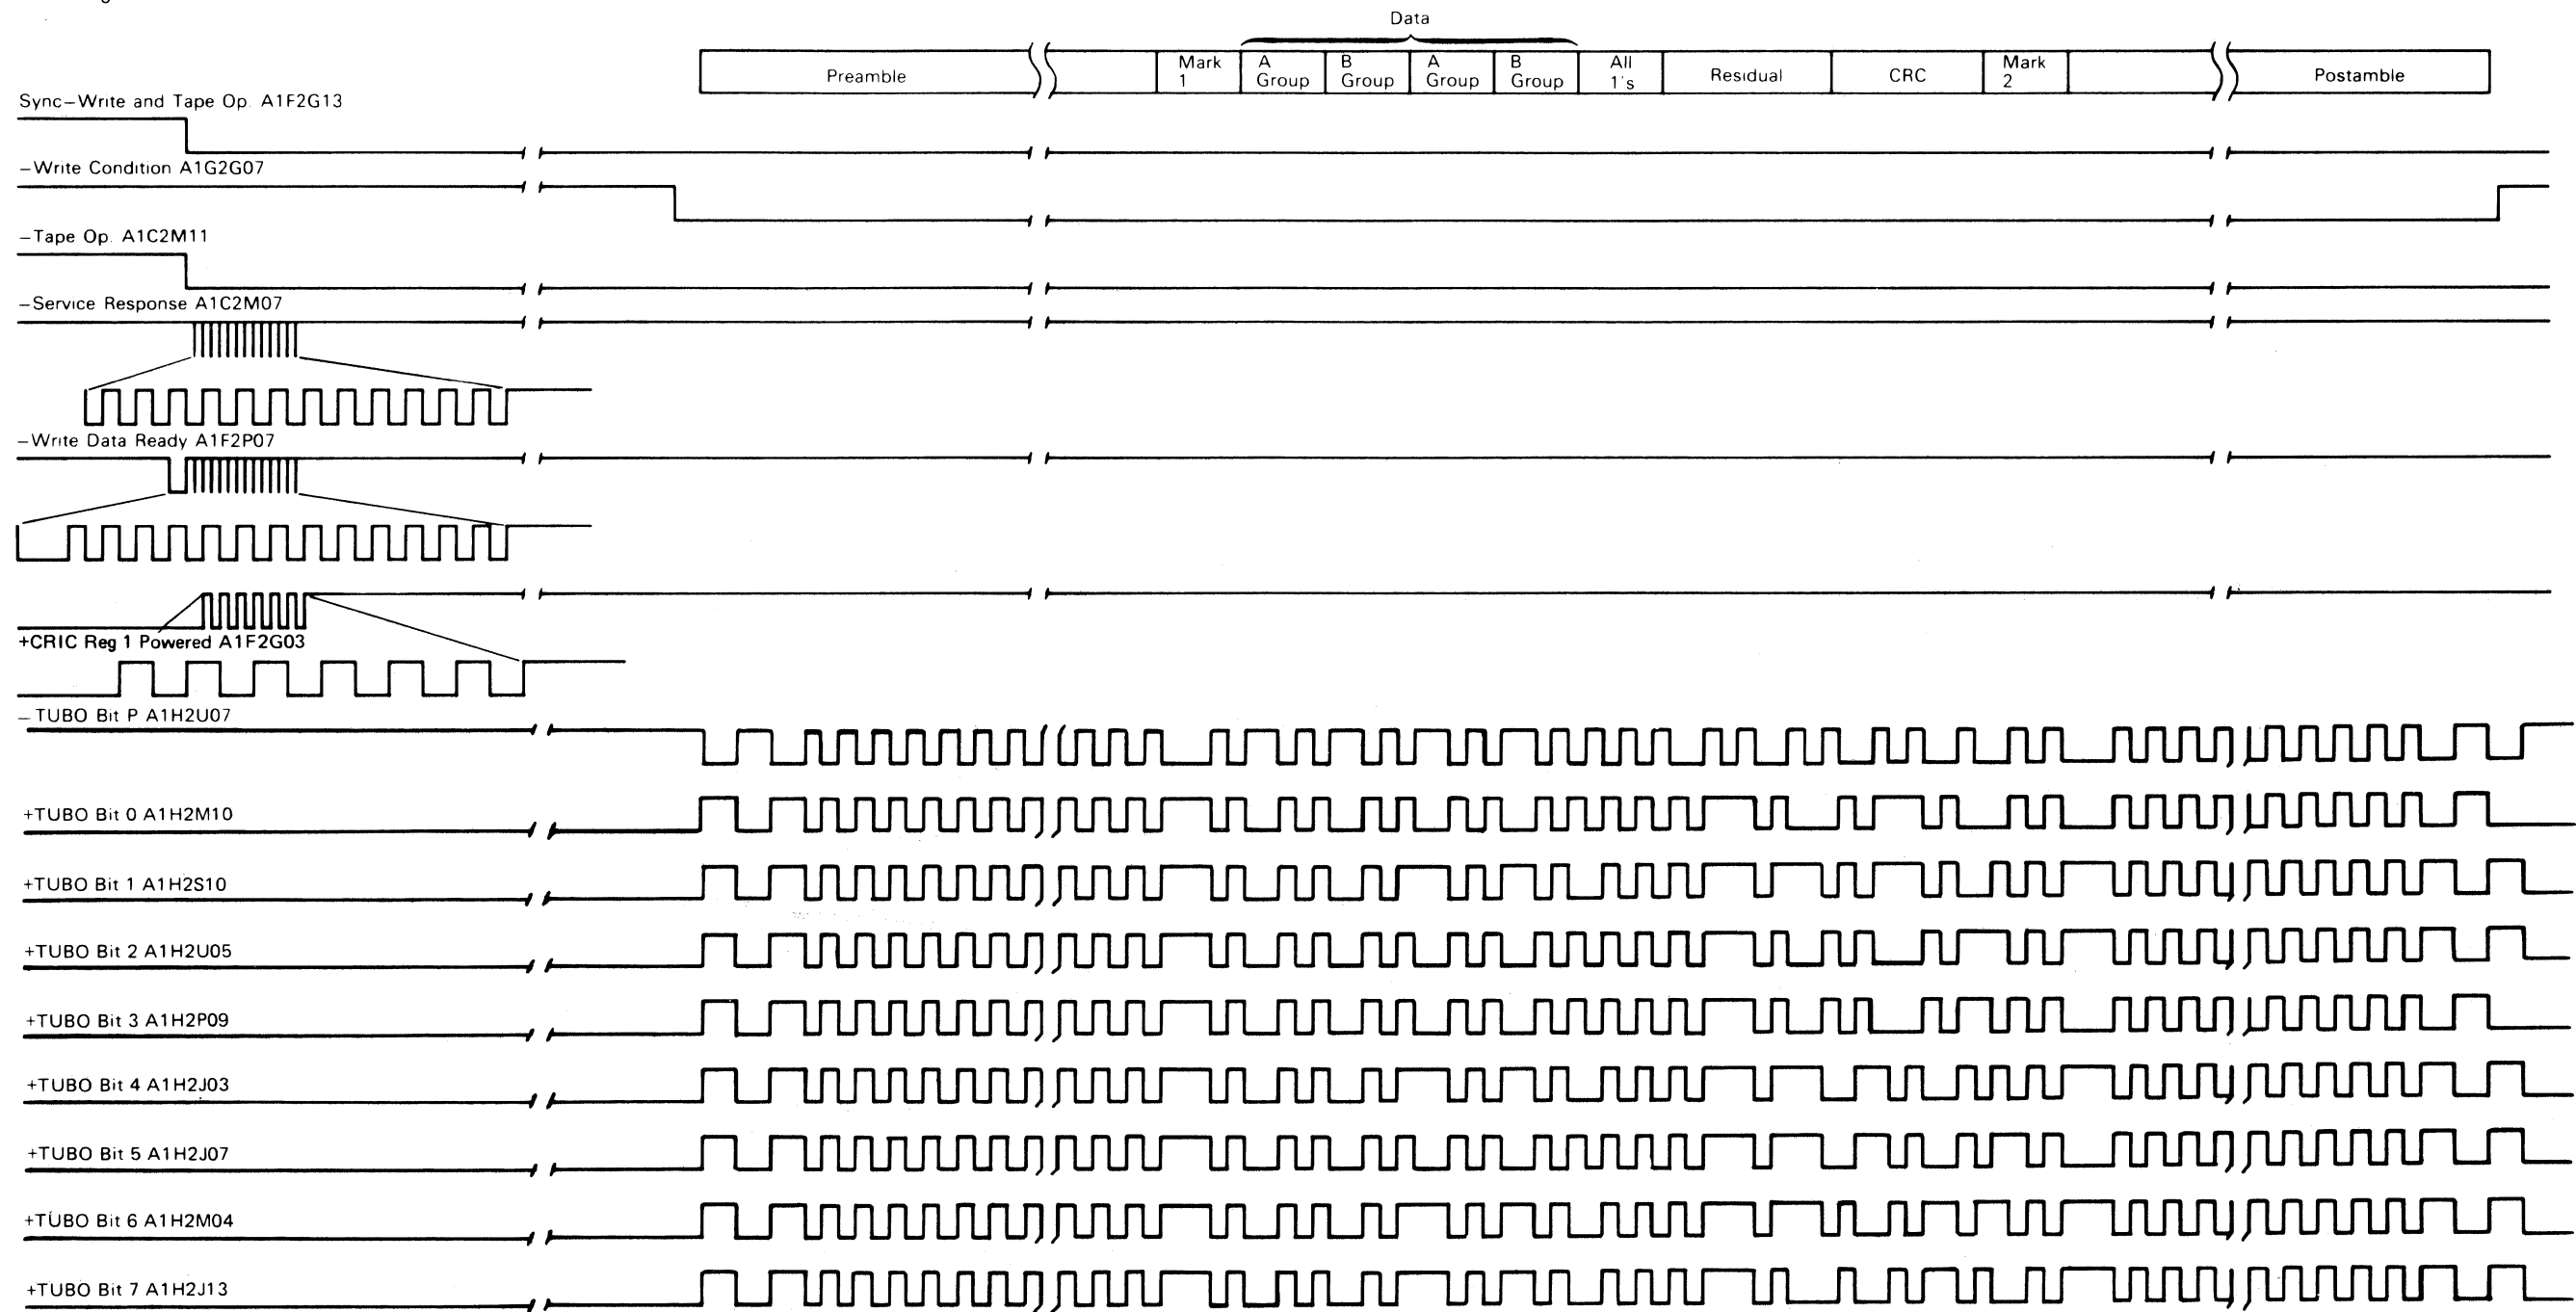 Data
Preamble
Mark 1
A Group
B Group
A Group
B Group
All 1's
Residual
CRC
Mark 2
Postamble
Sync–Write and Tape Op. A1F2G13
–Write Condition A1G2G07
–Tape Op. A1C2M11
–Service Response A1C2M07
–Write Data Ready A1F2P07
+CRIC Reg 1 Powered A1F2G03
– TUBO Bit P A1H2U07
+TUBO Bit 0 A1H2M10
+TUBO Bit 1 A1H2S10
+TUBO Bit 2 A1H2U05
+TUBO Bit 3 A1H2P09
+TUBO Bit 4 A1H2J03
+TUBO Bit 5 A1H2J07
+TUBO Bit 6 A1H2M04
+TUBO Bit 7 A1H2J13